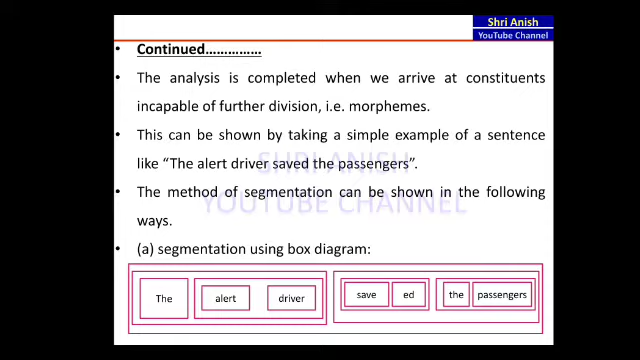 Shri Anish
YouTube Channel
• Continued……………
• The analysis is completed when we arrive at constituents
incapable of further division, i.e. morphemes.
• This can be shown by taking a simple example of a sentence
like “The alert driver saved the passengers”.
• The method of segmentation can be shown in the following
ways.
• (a) segmentation using box diagram:
The alert driver save ed the passengers
SHRI ANISH
YOUTUBE CHANNEL